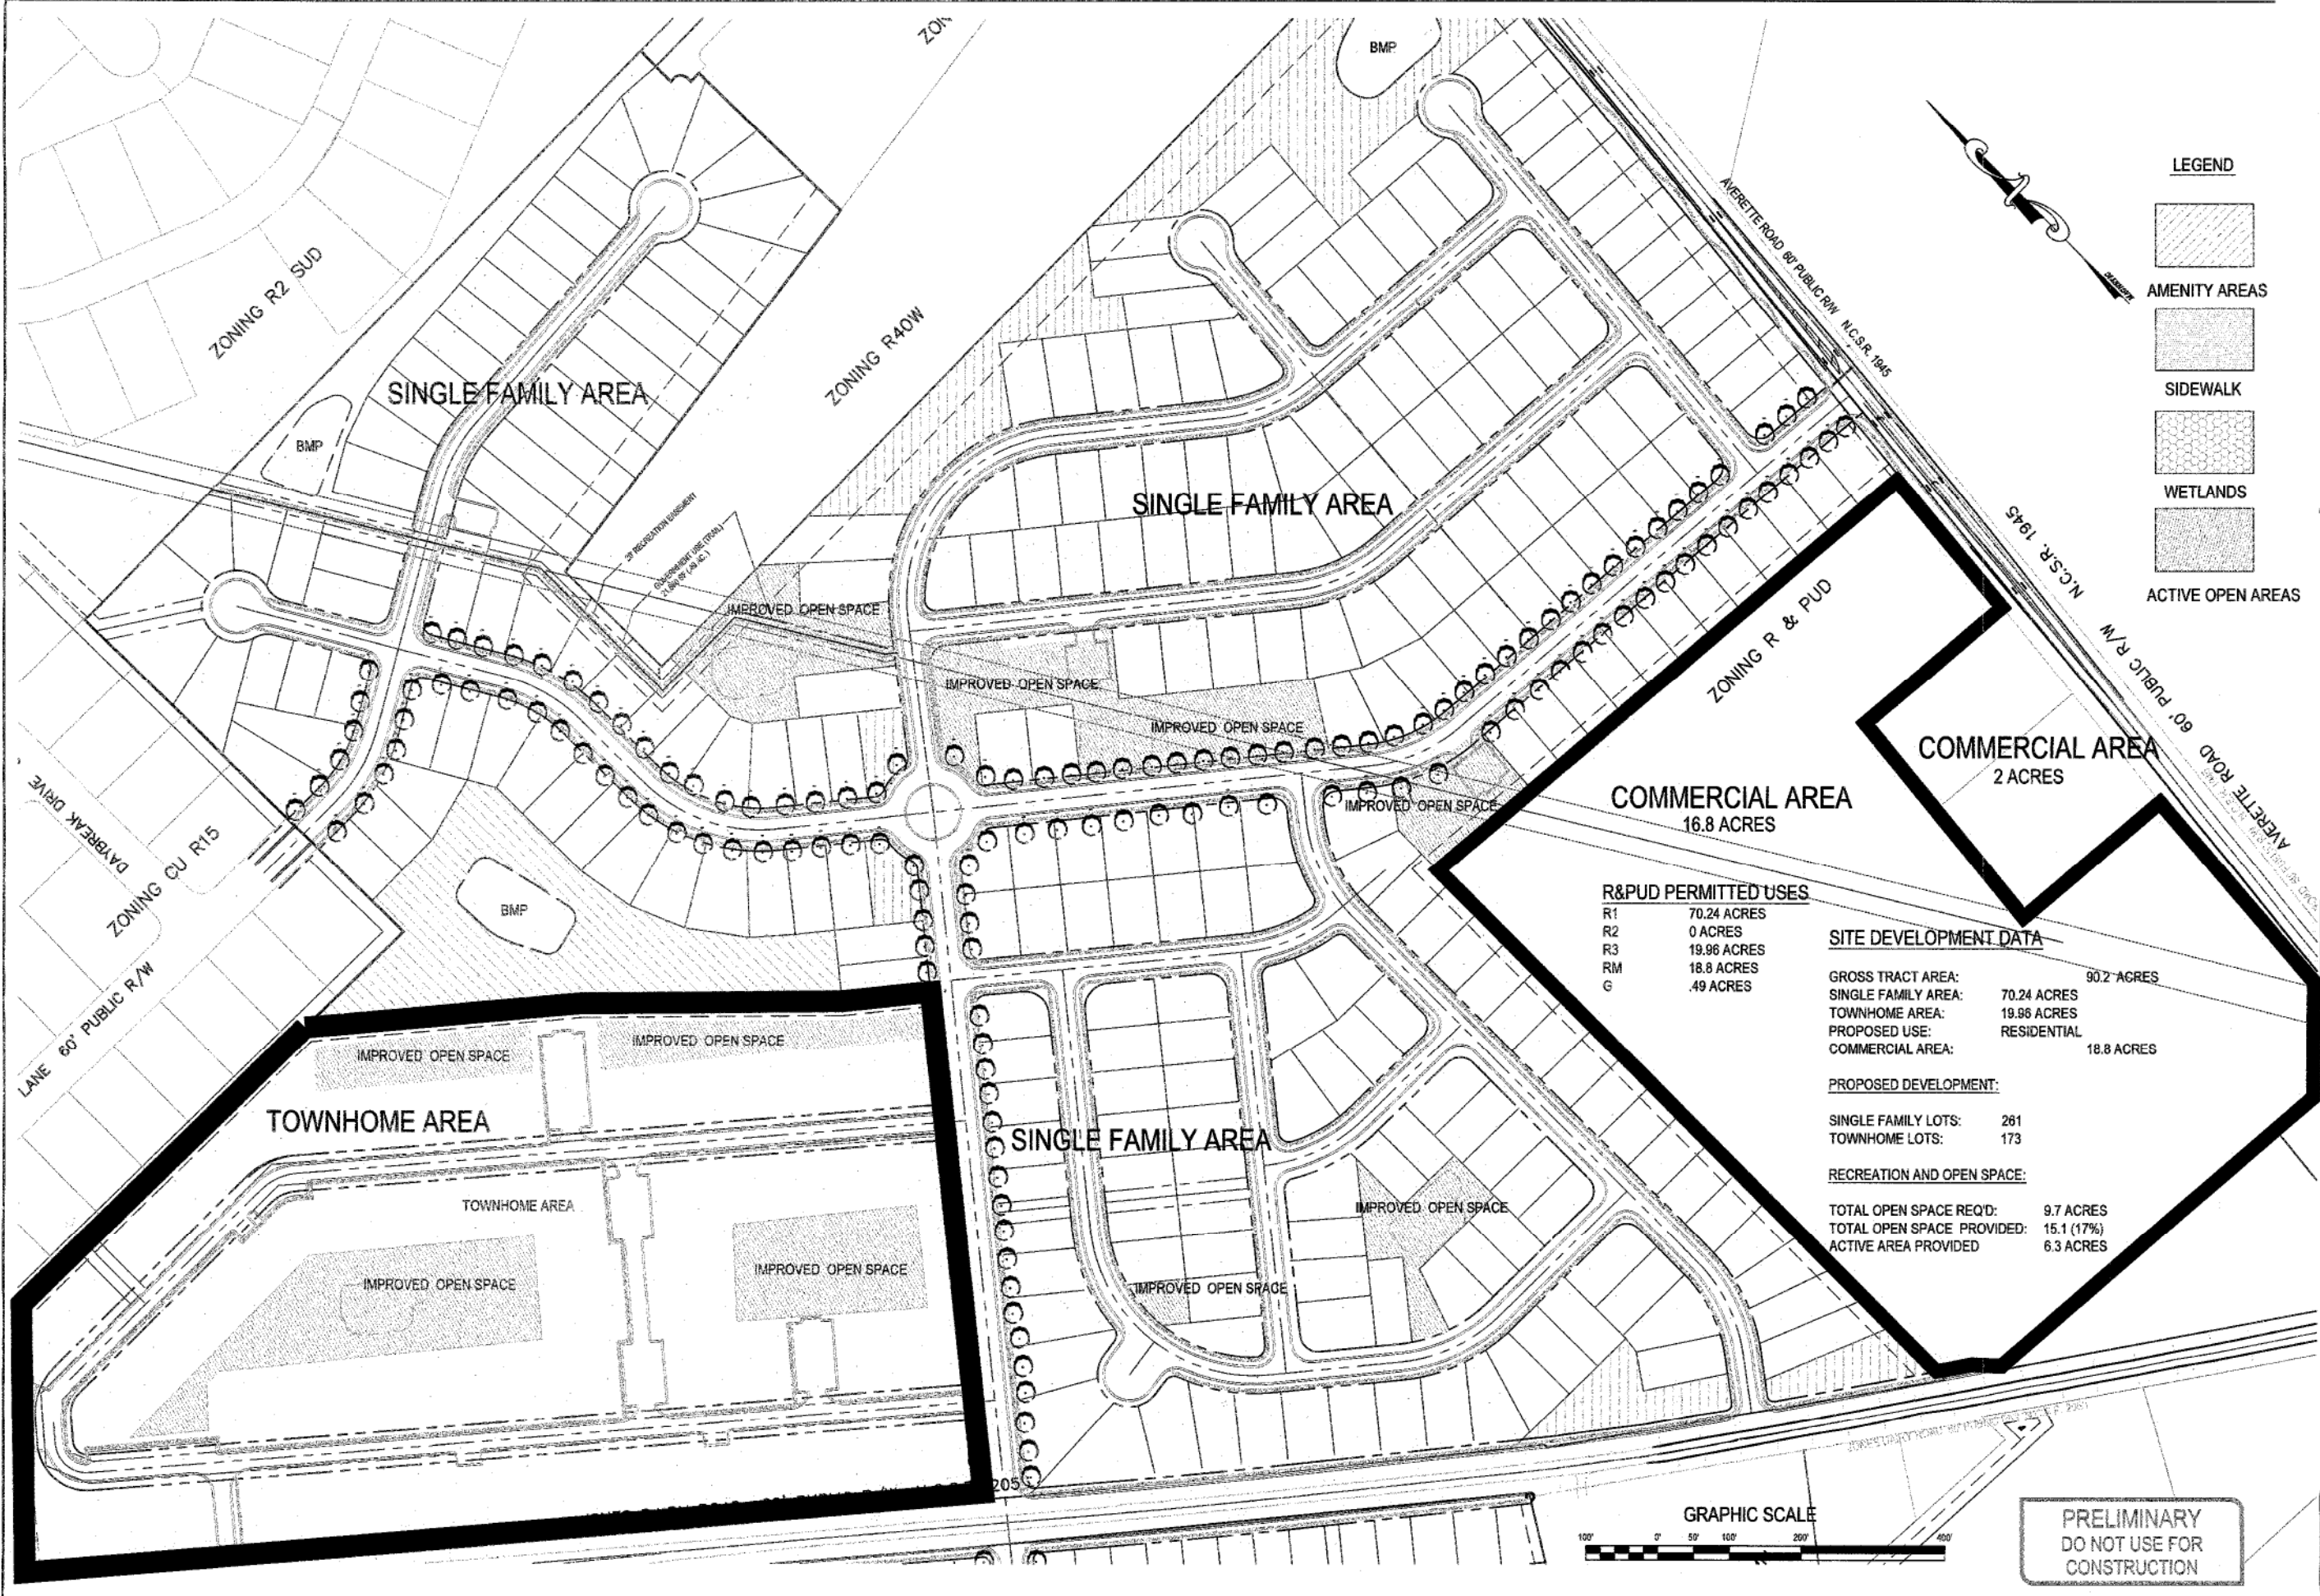 ZON
BMP
LEGEND
AMENITY AREAS
SIDEWALK
WETLANDS
ACTIVE OPEN AREAS
AVERETTE ROAD 60' PUBLIC R/W N.C.S.R. 1945
ZONING R2 SUD
ZONING R40W
SINGLE FAMILY AREA
BMP
SINGLE FAMILY AREA
20' RECREATION EASEMENT
IMPROVED OPEN SPACE
IMPROVED OPEN SPACE
IMPROVED OPEN SPACE
IMPROVED OPEN SPACE
ZONING R & PUD
N.C.S.R. 1945
AVERETTE ROAD 60' PUBLIC R/W
COMMERCIAL AREA
2 ACRES
COMMERCIAL AREA
16.8 ACRES
DAYBREAK DRIVE
ZONING CU R15
LANE 60' PUBLIC R/W
BMP
R&PUD PERMITTED USES
R1 70.24 ACRES
R2 0 ACRES
R3 19.96 ACRES
RM 18.8 ACRES
G .49 ACRES
SITE DEVELOPMENT DATA
GROSS TRACT AREA: 90.2 ACRES
SINGLE FAMILY AREA: 70.24 ACRES
TOWNHOME AREA: 19.96 ACRES
PROPOSED USE: RESIDENTIAL
COMMERCIAL AREA: 18.8 ACRES
PROPOSED DEVELOPMENT:
SINGLE FAMILY LOTS: 261
TOWNHOME LOTS: 173
RECREATION AND OPEN SPACE:
TOTAL OPEN SPACE REQ'D: 9.7 ACRES
TOTAL OPEN SPACE PROVIDED: 15.1 (17%)
ACTIVE AREA PROVIDED 6.3 ACRES
IMPROVED OPEN SPACE
IMPROVED OPEN SPACE
TOWNHOME AREA
SINGLE FAMILY AREA
TOWNHOME AREA
IMPROVED OPEN SPACE
IMPROVED OPEN SPACE
IMPROVED OPEN SPACE
IMPROVED OPEN SPACE
205
GRAPHIC SCALE
100' 0' 50' 100' 200' 400'
PRELIMINARY
DO NOT USE FOR
CONSTRUCTION